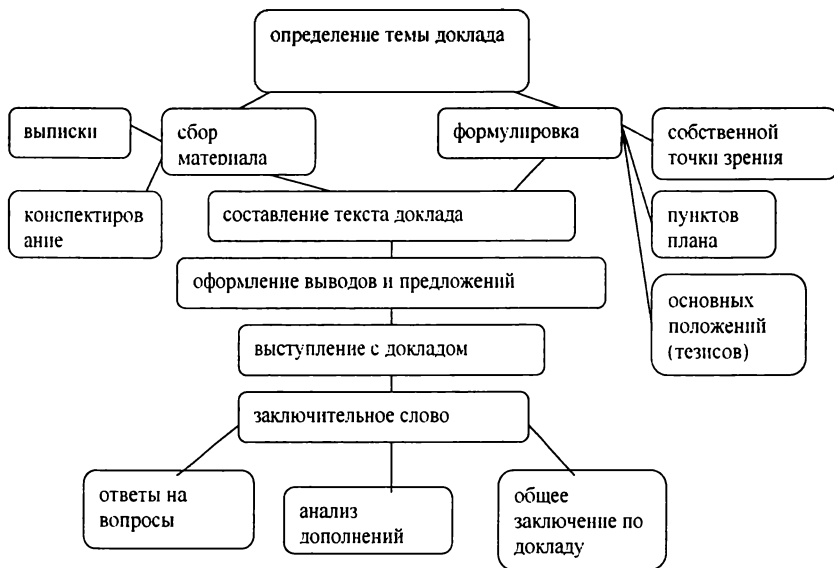 определение темы доклада
выписки
сбор
материала
формулировка
собственной
точки зрения
конспектиров
ание
составление текста доклада
пунктов
плана
оформление выводов и предложений
основных
положений
(тезисов)
выступление с докладом
заключительное слово
ответы на
вопросы
анализ
дополнений
общее
заключение по
докладу